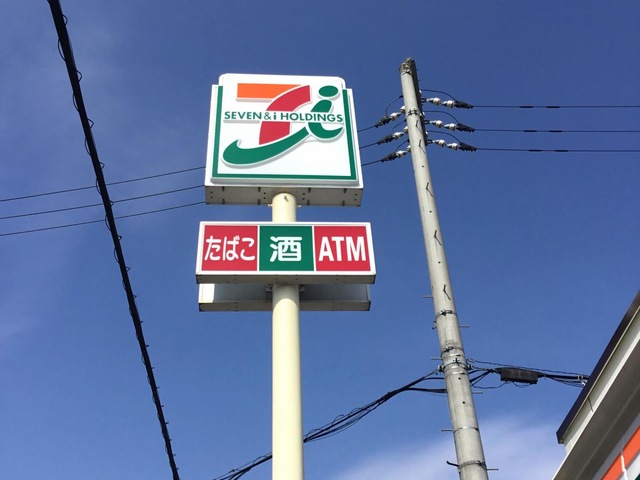 SEVEN & i HOLDINGS
たばこ 酒 ATM